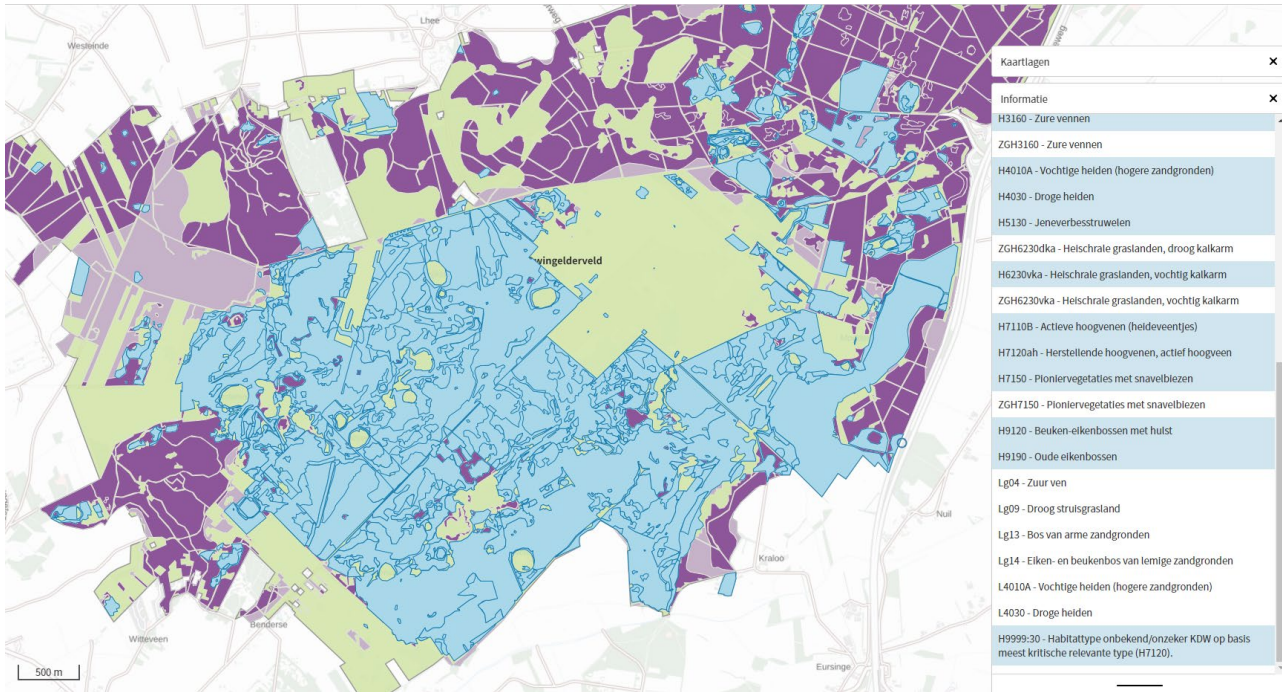 Westeinde
Lhee
Kaartlagen
Informatie
H3160 - Zure vennen
ZGH3160 - Zure vennen
H4010A - Vochtige heiden (hogere zandgronden)
H4030 - Droge heiden
H5130 - Jeneverbesstruwelen
ZGH6230dka - Heischrale graslanden, droog kalkarm
H6230vka - Heischrale graslanden, vochtig kalkarm
ZGH6230vka - Heischrale graslanden, vochtig kalkarm
H7110B - Actieve hoogvenen (heideveentjes)
H7120ah - Herstellende hoogvenen, actief hoogveen
H7150 - Pioniervegetaties met snavelbiezen
ZGH7150 - Pioniervegetaties met snavelbiezen
H9120 - Beuken-eikenbossen met hulst
H9190 - Oude eikenbossen
Lg04 - Zuur ven
Lg09 - Droog struisgrasland
Lg13 - Bos van arme zandgronden
Lg14 - Eiken- en beukenbos van lemige zandgronden
L4010A - Vochtige heiden (hogere zandgronden)
L4030 - Droge heiden
H9999:30 - Habitattype onbekend/onzeker KDW op basis
meest kritische relevante type (H7120).
wingelderveld
Nuil
Kraloo
Witteveen
Benderse
Eursinge
500 m